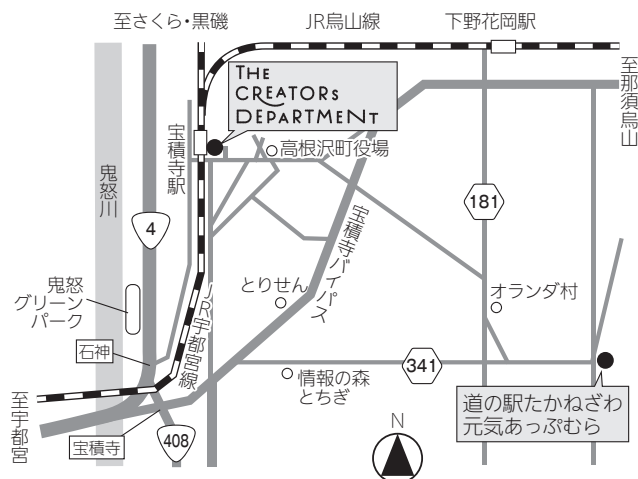 至さくら・黒磯
JR烏山線
下野花岡駅
至那須烏山
THE
CREATORS
DEPARTMENT
宝積寺駅
高根沢町役場
鬼怒川
4
181
宝積寺バイパス
鬼怒
グリーン
パーク
とりせん
オランダ村
JR宇都宮線
石神
341
情報の森
とちぎ
道の駅たかねざわ
元気あっぷむら
至宇都宮
宝積寺
408
N